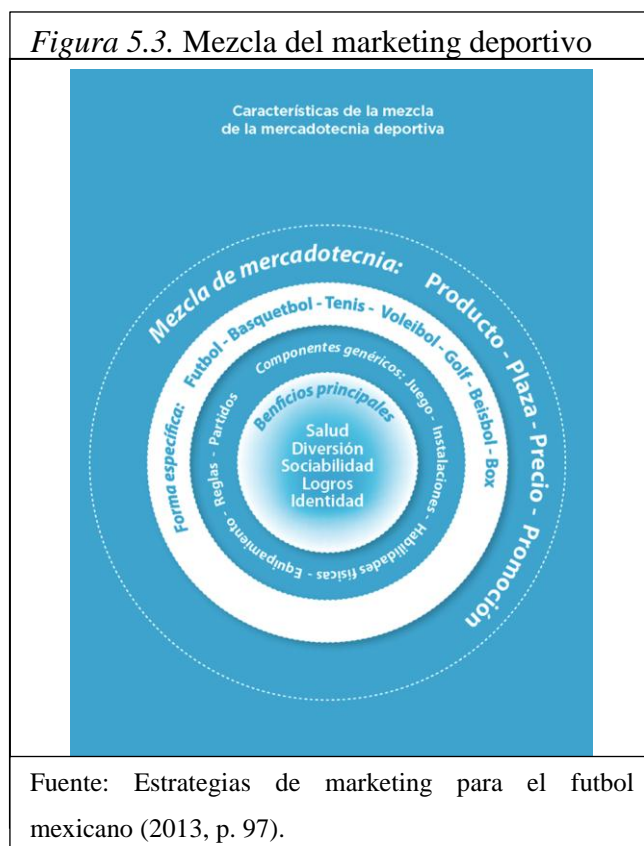 Figura 5.3. Mezcla del marketing deportivo
Características de la mezcla
de la mercadotecnia deportiva
Mezcla de mercadotecnia: Producto - Plaza - Precio - Promoción
Forma específica: Futbol - Basquetbol - Tenis - Voleibol - Golf - Beisbol - Box
Componentes genéricos: Juego - Instalaciones - Habilidades físicas - Equipamiento - Reglas - Partidos
Benficios principales
Salud
Diversión
Sociabilidad
Logros
Identidad
Fuente: Estrategias de marketing para el futbol
mexicano (2013, p. 97).